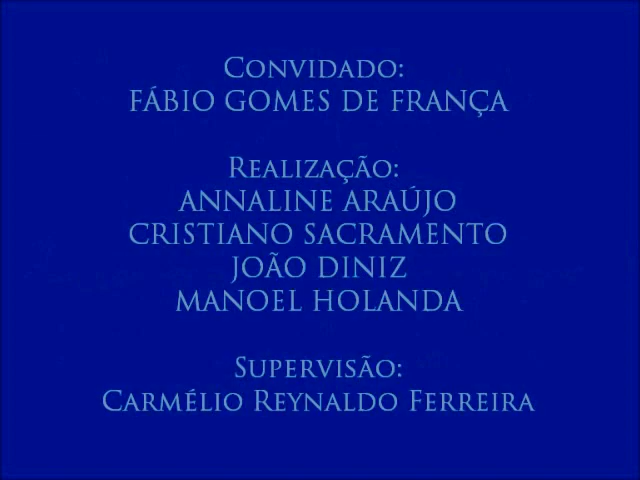 Convidado:
FÁBIO GOMES DE FRANÇA
Realização:
ANNALINE ARAÚJO
CRISTIANO SACRAMENTO
JOÃO DINIZ
MANOEL HOLANDA
Supervisão:
Carmélio Reynaldo Ferreira